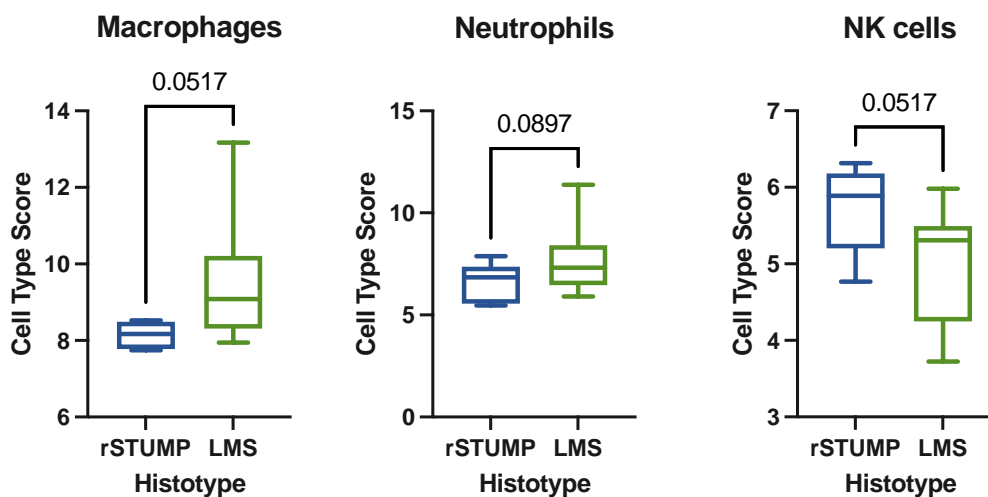 Macrophages
0.0517
Cell Type Score
14
12
10
8
6
rSTUMP LMS
Histotype
Neutrophils
0.0897
Cell Type Score
15
10
5
0
rSTUMP LMS
Histotype
NK cells
0.0517
Cell Type Score
7
6
5
4
3
rSTUMP LMS
Histotype